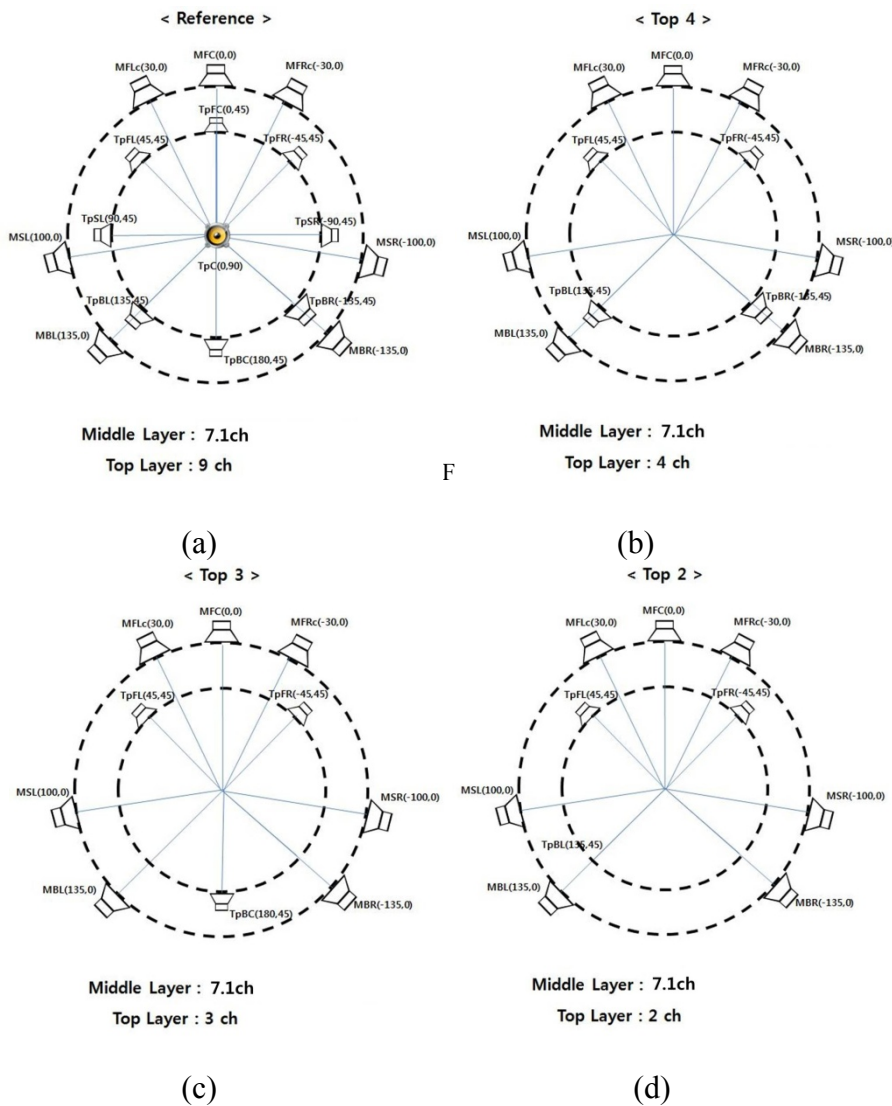 < Reference >
MFC(0,0)
MFLc(30,0)
MFRc(-30,0)
TpFC(0,45)
TpFL(45,45)
TpFR(-45,45)
TpSL(90,45)
TpSR(-90,45)
MSL(100,0)
MSR(-100,0)
TpC(0,90)
TpBL(135,45)
TpBR(-135,45)
MBL(135,0)
MBR(-135,0)
TpBC(180,45)
Middle Layer : 7.1ch
Top Layer : 9 ch
(a)
< Top 4 >
MFC(0,0)
MFLc(30,0)
MFRc(-30,0)
TpFL(45,45)
TpFR(-45,45)
MSL(100,0)
MSR(-100,0)
TpBL(135,45)
TpBR(-135,45)
MBL(135,0)
MBR(-135,0)
Middle Layer : 7.1ch
Top Layer : 4 ch
F
(b)
< Top 3 >
MFC(0,0)
MFLc(30,0)
MFRc(-30,0)
TpFL(45,45)
TpFR(-45,45)
MSL(100,0)
MSR(-100,0)
MBL(135,0)
MBR(-135,0)
TpBC(180,45)
Middle Layer : 7.1ch
Top Layer : 3 ch
(c)
< Top 2 >
MFC(0,0)
MFLc(30,0)
MFRc(-30,0)
TpFL(45,45)
TpFR(-45,45)
MSL(100,0)
MSR(-100,0)
TpBL(135,45)
MBL(135,0)
MBR(-135,0)
Middle Layer : 7.1ch
Top Layer : 2 ch
(d)